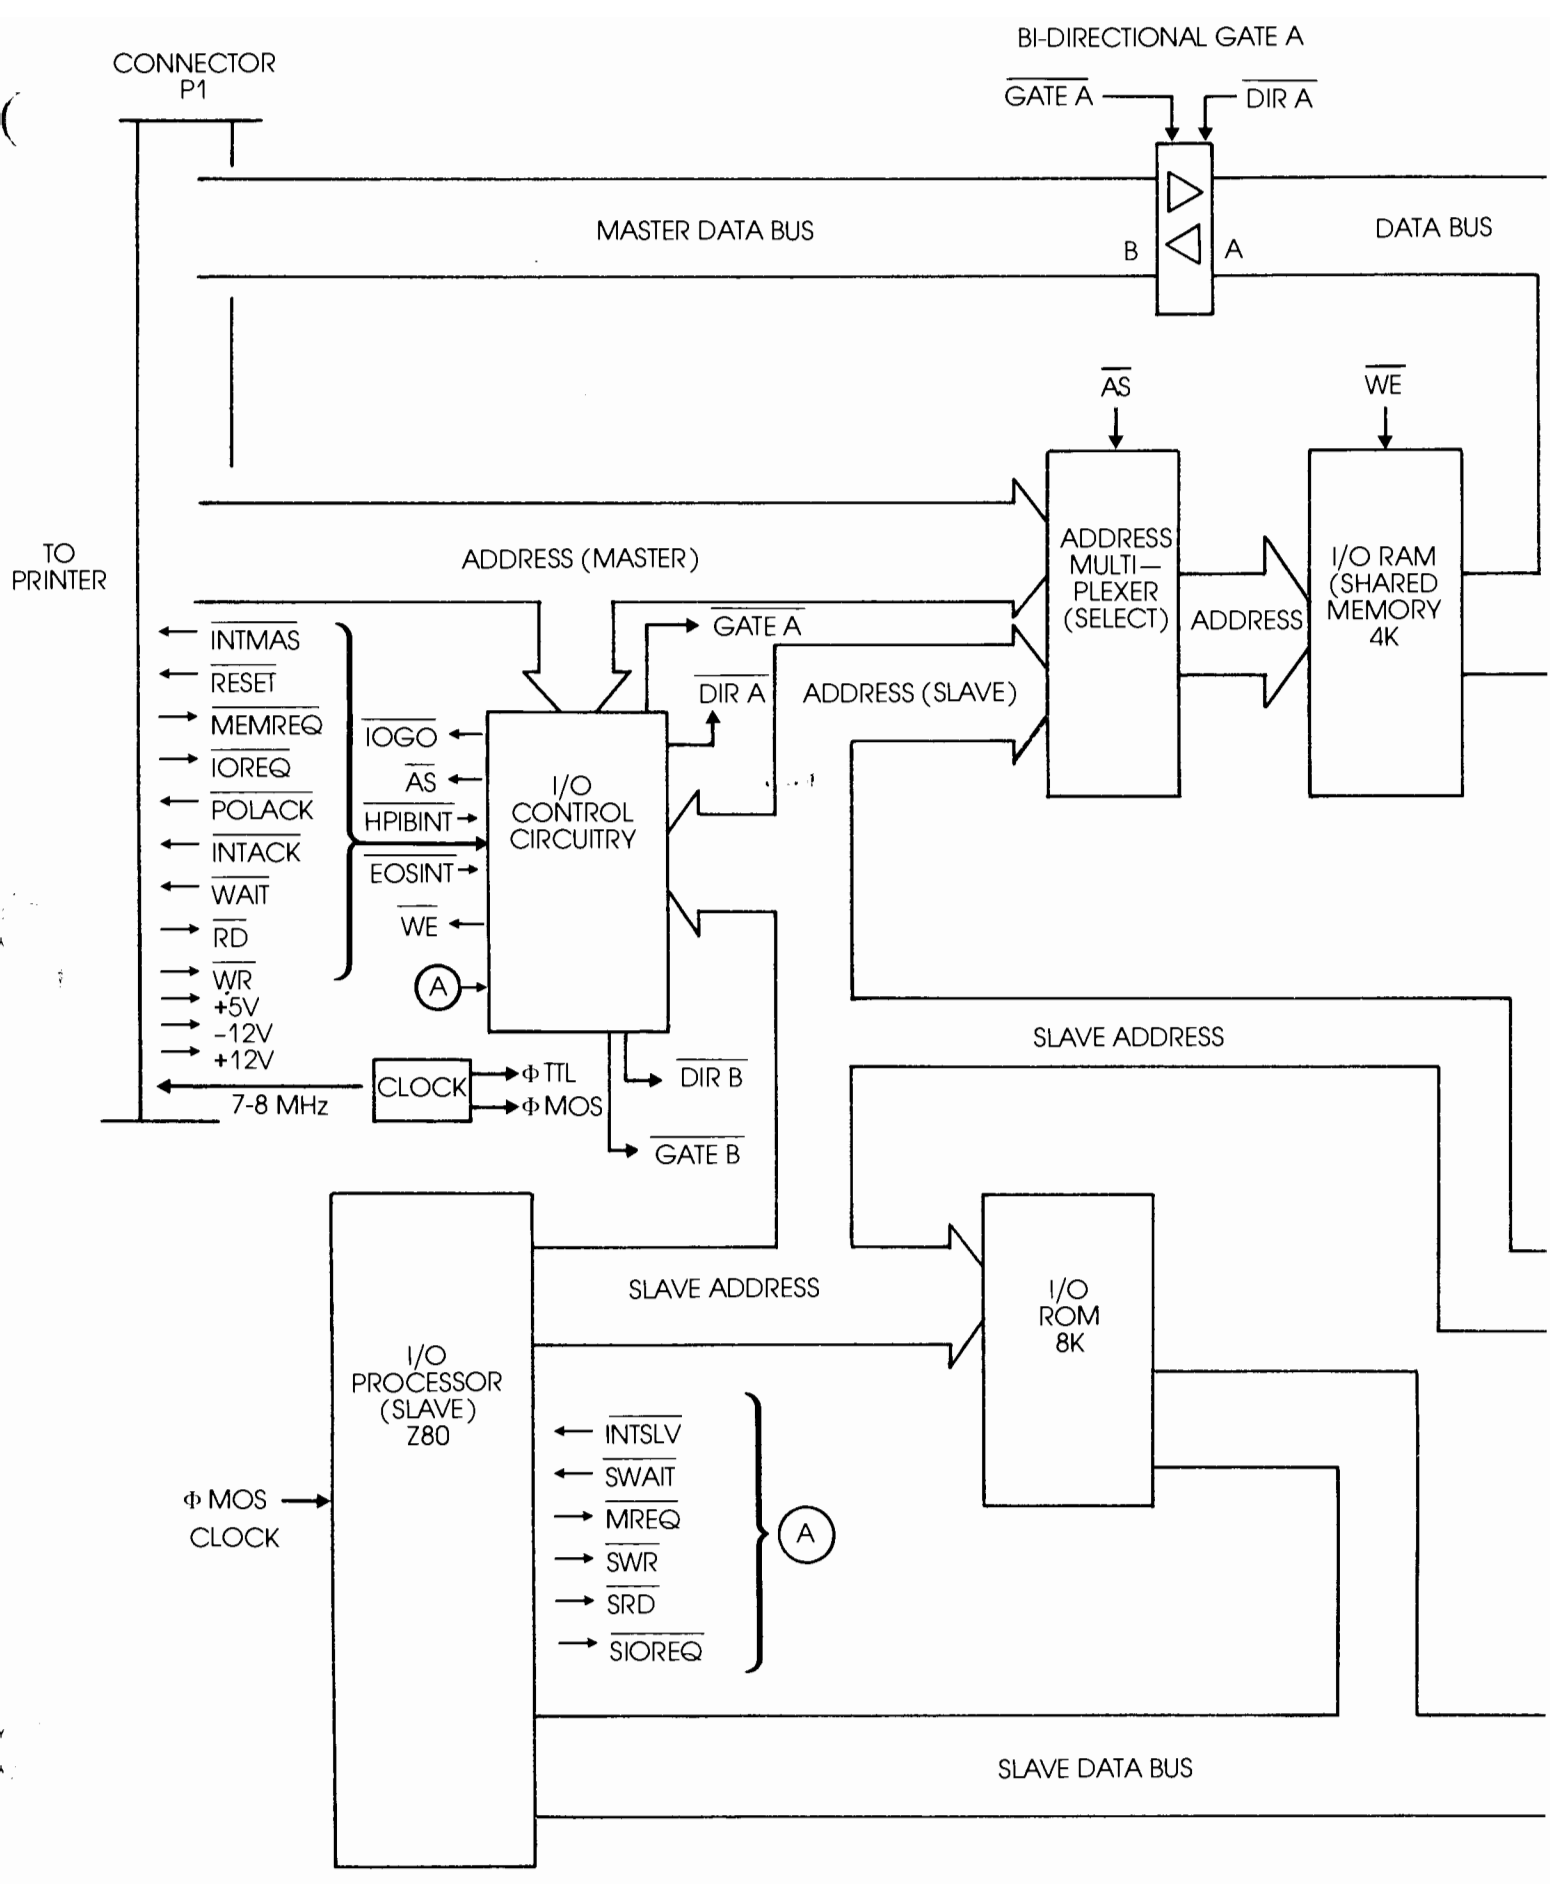 BI-DIRECTIONAL GATE A
CONNECTOR
P1
GATE A
DIR A
MASTER DATA BUS
B
A
DATA BUS
AS
WE
TO
PRINTER
ADDRESS (MASTER)
ADDRESS
MULTI—
PLEXER
(SELECT)
ADDRESS
I/O RAM
(SHARED
MEMORY
4K
INTMAS
RESET
MEMREQ
IOREQ
POLACK
INTACK
WAIT
RD
WR
+5V
-12V
+12V
GATE A
DIR A
ADDRESS (SLAVE)
IOGO
AS
HPIBINT
EOSINT
WE
A
I/O
CONTROL
CIRCUITRY
7-8 MHz
CLOCK
Φ TTL
Φ MOS
DIR B
GATE B
SLAVE ADDRESS
SLAVE ADDRESS
I/O
ROM
8K
I/O
PROCESSOR
(SLAVE)
Z80
Φ MOS
CLOCK
INTSLV
SWAIT
MREQ
SWR
SRD
SIOREQ
A
SLAVE DATA BUS